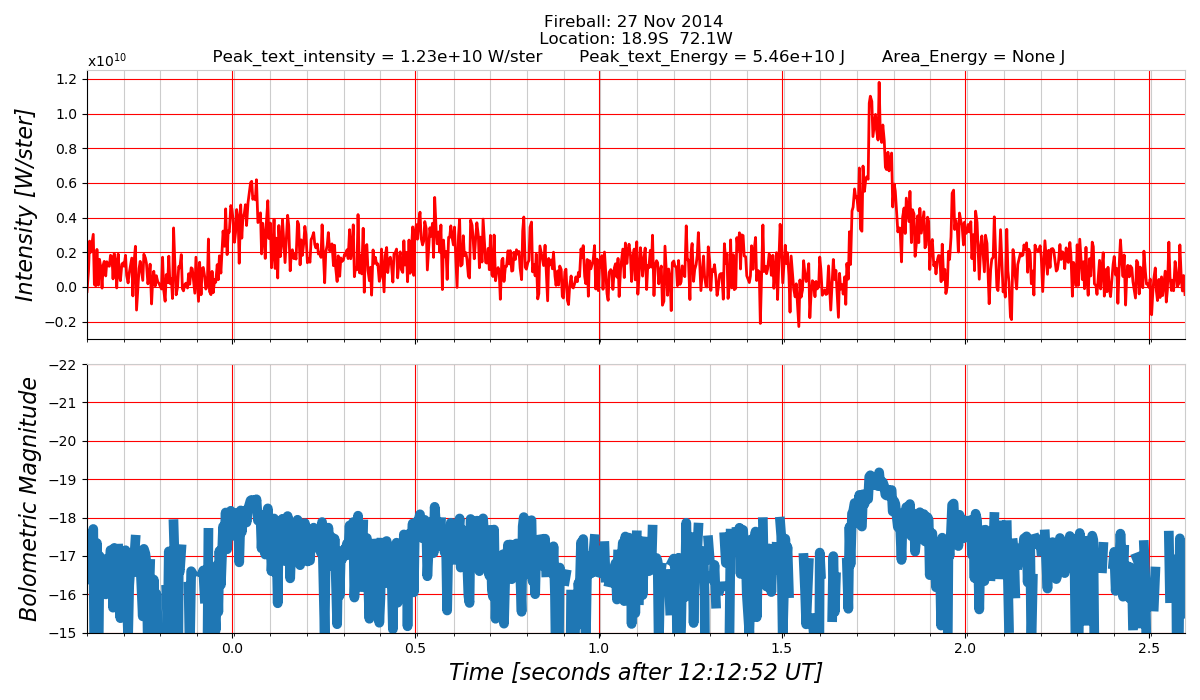 Fireball: 27 Nov 2014
Location: 18.9S 72.1W
Peak_text_intensity = 1.23e+10 W/ster Peak_text_Energy = 5.46e+10 J Area_Energy = None J
x10¹⁰
1.2
1.0
0.8
0.6
0.4
0.2
0.0
−0.2
Intensity [W/ster]
−22
−21
−20
−19
−18
−17
−16
−15
Bolometric Magnitude
0.0 0.5 1.0 1.5 2.0 2.5
Time [seconds after 12:12:52 UT]